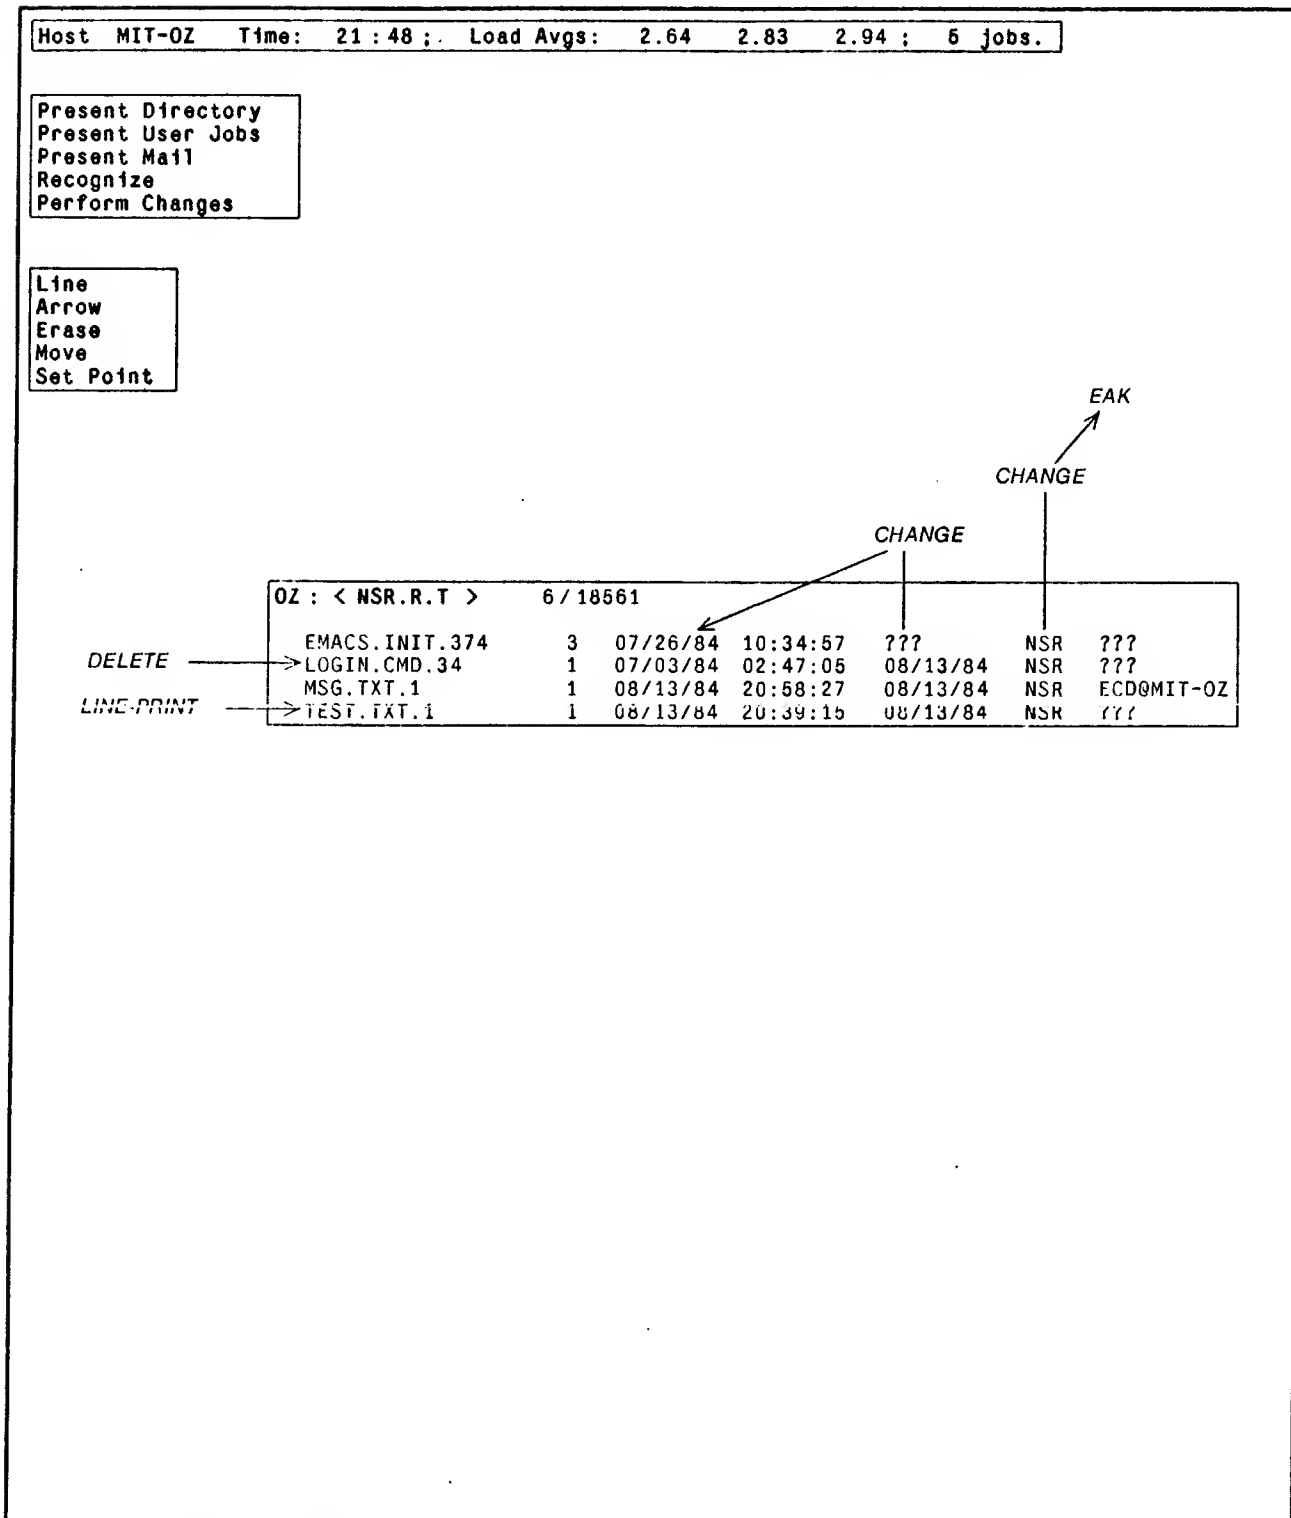 Host MIT-OZ Time: 21:48;. Load Avgs: 2.64 2.83 2.94; 5 jobs.
Present Directory
Present User Jobs
Present Mail
Recognize
Perform Changes
Line
Arrow
Erase
Move
Set Point
EAK
CHANGE
CHANGE
OZ: < NSR.R.T > 6/18561
EMACS.INIT.374 3 07/26/84 10:34:57 ??? NSR ???
DELETE LOGIN.CMD.34 1 07/03/84 02:47:05 08/13/84 NSR ???
MSG.TXT.1 1 08/13/84 20:58:27 08/13/84 NSR ECD@MIT-OZ
LINE-PRINT TEST.TXT.1 1 08/13/84 20:39:15 08/13/84 NSR ???